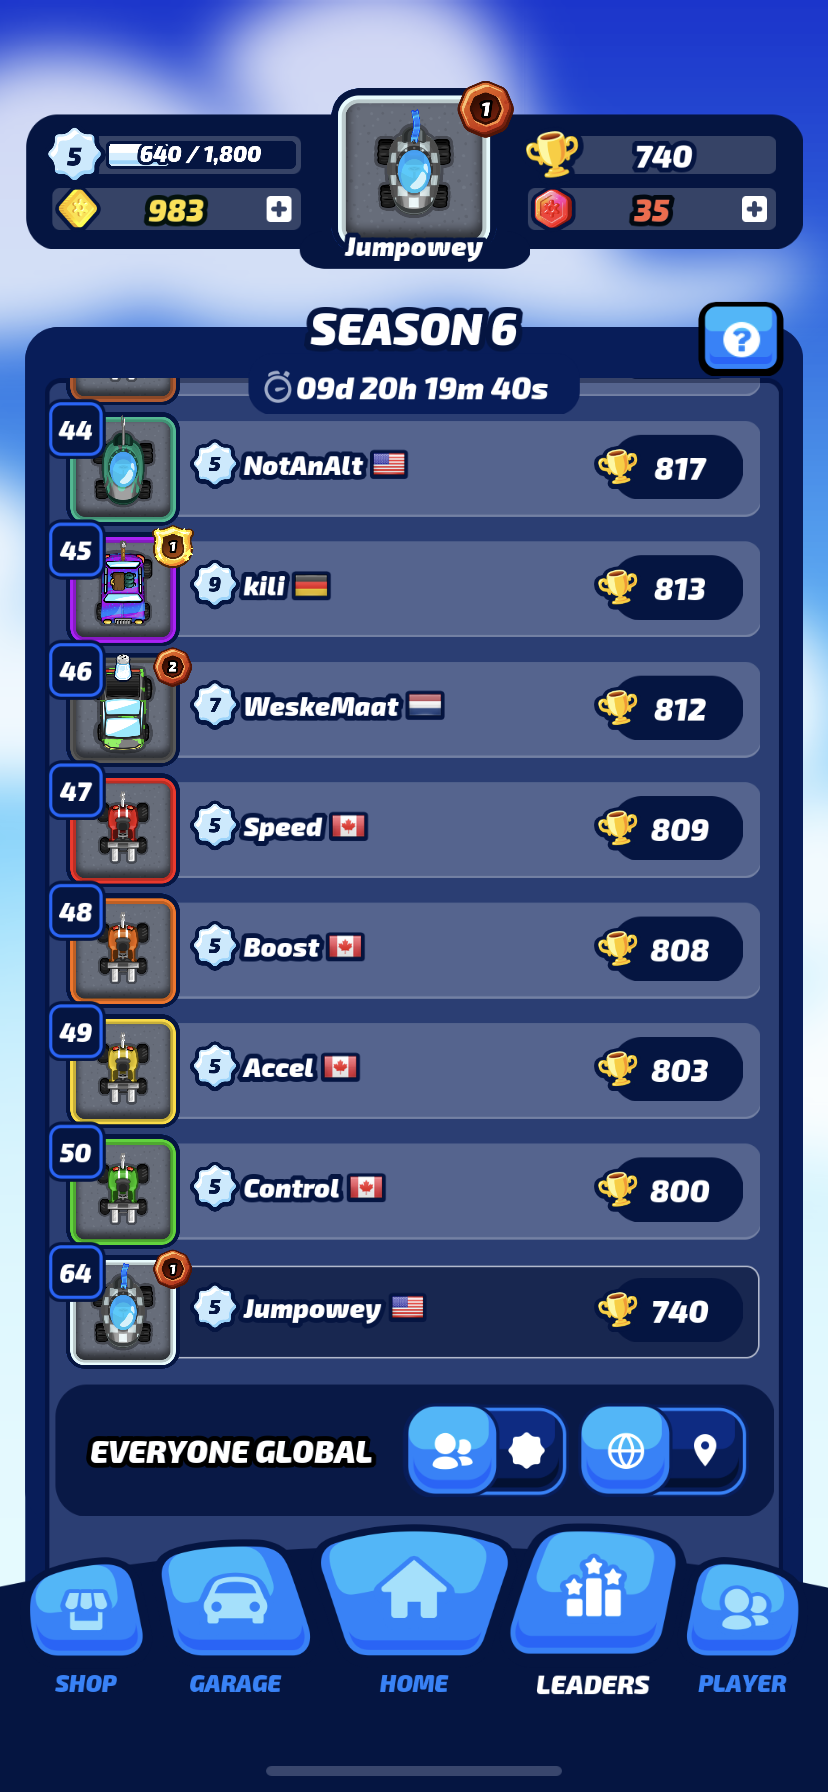 1
5
640 / 1,800
740
983
35
Jumpowey
SEASON 6
?
09d 20h 19m 40s
44
5 NotAnAlt
817
45
1
9 kili
813
46
2
7 WeskeMaat
812
47
5 Speed
809
48
5 Boost
808
49
5 Accel
803
50
5 Control
800
64
1
5 Jumpowey
740
EVERYONE GLOBAL
SHOP
GARAGE
HOME
LEADERS
PLAYER